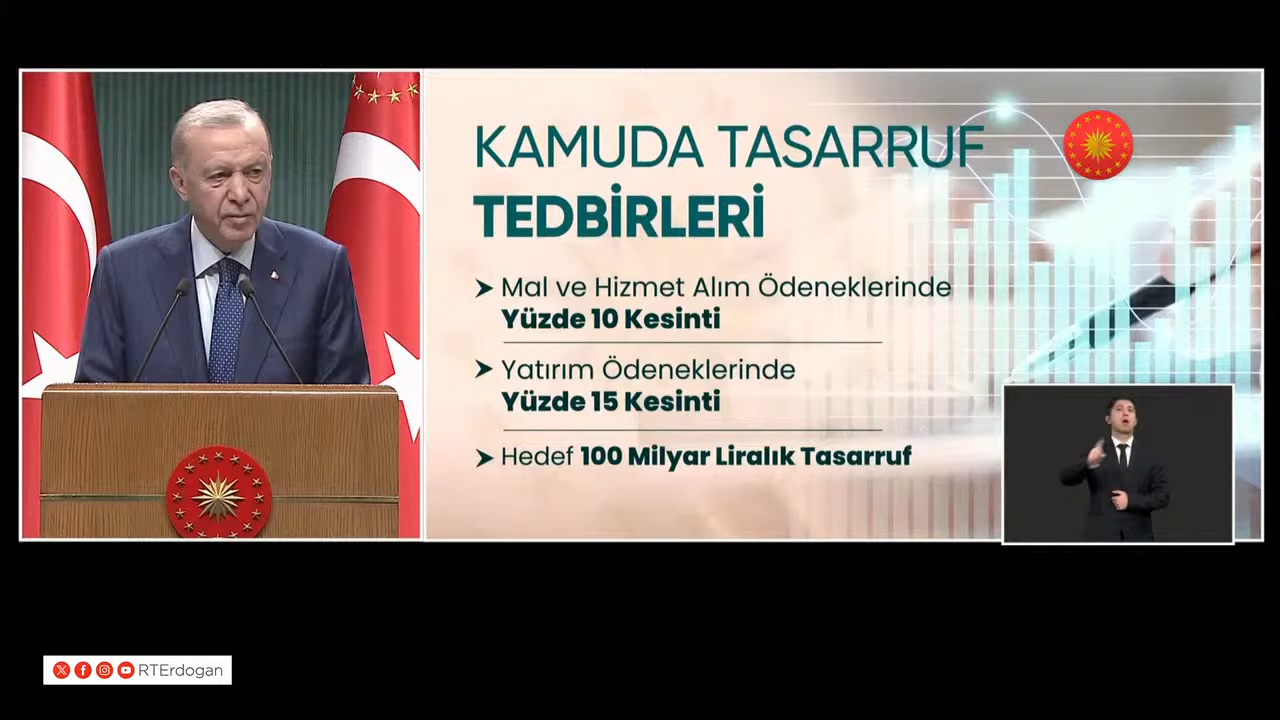 KAMUDA TASARRUF
TEDBİRLERİ
➤ Mal ve Hizmet Alım Ödeneklerinde
Yüzde 10 Kesinti
➤ Yatırım Ödeneklerinde
Yüzde 15 Kesinti
➤ Hedef 100 Milyar Liralık Tasarruf
RTErdogan